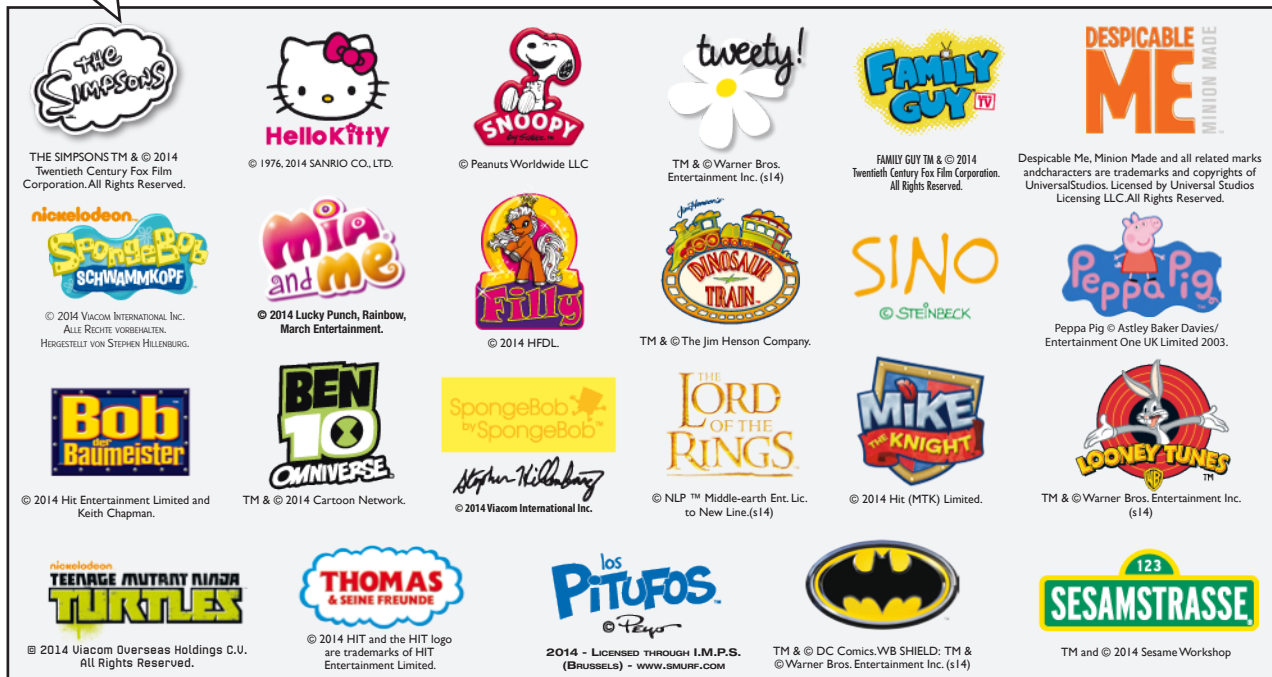 the
Simpsons
THE SIMPSONS TM & © 2014
Twentieth Century Fox Film
Corporation. All Rights Reserved.
Hello Kitty
© 1976, 2014 SANRIO CO., LTD.
SNOOPY
© Peanuts Worldwide LLC
tweety!
TM & © Warner Bros.
Entertainment Inc. (s14)
FAMILY
GUY
TV
FAMILY GUY TM & © 2014
Twentieth Century Fox Film Corporation.
All Rights Reserved.
DESPICABLE
ME
MINION MADE
Despicable Me, Minion Made and all related marks
andcharacters are trademarks and copyrights of
UniversalStudios. Licensed by Universal Studios
Licensing LLC.All Rights Reserved.
nickelodeon™
SpongeBob
SCHWAMMKOPF
© 2014 Viacom International Inc.
Alle Rechte vorbehalten.
Hergestellt von Stephen Hillenburg.
mia
and me
© 2014 Lucky Punch, Rainbow,
March Entertainment.
Filly
© 2014 HFDL.
Jim Henson's
DINOSAUR
TRAIN™
TM & © The Jim Henson Company.
SINO
© STEINBECK
Peppa Pig
Peppa Pig © Astley Baker Davies/
Entertainment One UK Limited 2003.
Bob
der
Baumeister
© 2014 Hit Entertainment Limited and
Keith Chapman.
BEN
10
OMNIVERSE
TM & © 2014 Cartoon Network.
SpongeBob
by SpongeBob™
Stephen Hillenburg
© 2014 Viacom International Inc.
THE
LORD
OF THE
RINGS
© NLP ™ Middle-earth Ent. Lic.
to New Line.(s14)
MIKE
THE KNIGHT
© 2014 Hit (MTK) Limited.
LOONEY TUNES
WB
TM
TM & © Warner Bros. Entertainment Inc.
(s14)
nickelodeon
TEENAGE MUTANT NINJA
TURTLES
© 2014 Viacom Overseas Holdings C.V.
All Rights Reserved.
THOMAS
& SEINE FREUNDE
© 2014 HIT and the HIT logo
are trademarks of HIT
Entertainment Limited.
los
PiTUFOS™
© Peyo
2014 - Licensed through I.M.P.S.
(Brussels) - www.smurf.com
TM & © DC Comics. WB SHIELD: TM &
© Warner Bros. Entertainment Inc. (s14)
123
SESAMSTRASSE
TM and © 2014 Sesame Workshop